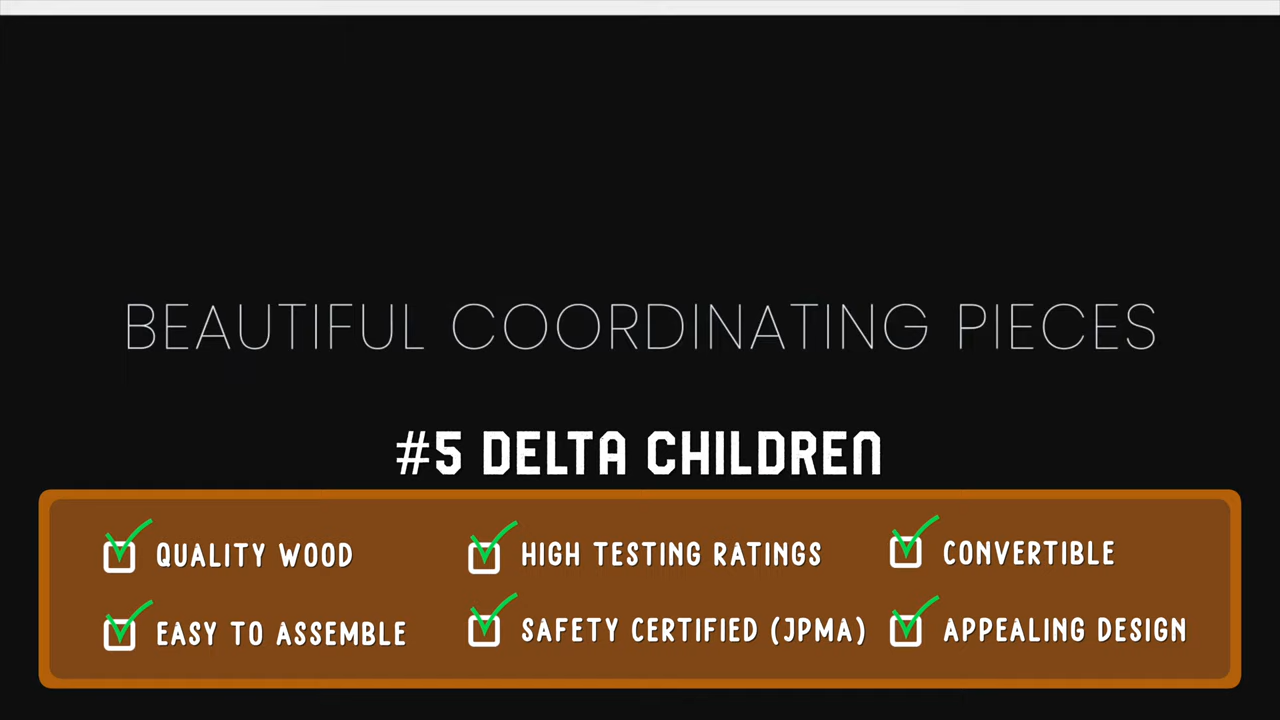 BEAUTIFUL COORDINATING PIECES
#5 DELTA CHILDREN
QUALITY WOOD
HIGH TESTING RATINGS
CONVERTIBLE
EASY TO ASSEMBLE
SAFETY CERTIFIED (JPMA)
APPEALING DESIGN